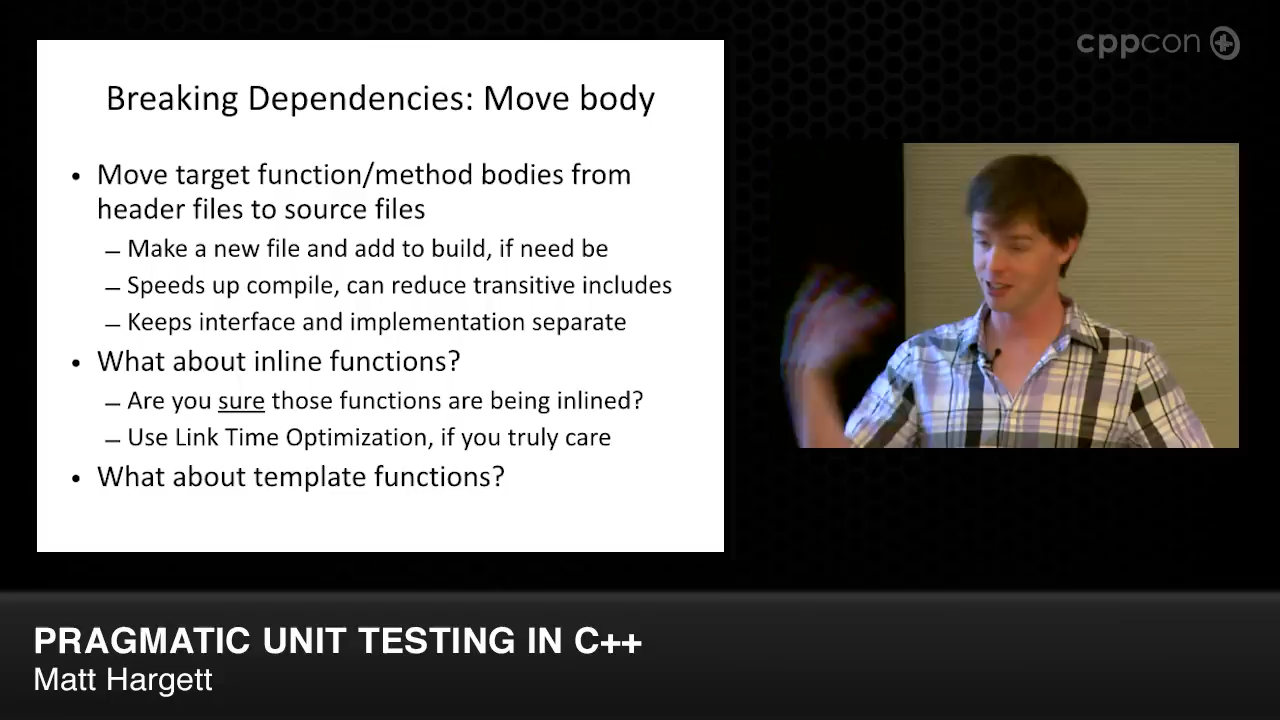 cppcon
Breaking Dependencies: Move body
• Move target function/method bodies from
header files to source files
– Make a new file and add to build, if need be
– Speeds up compile, can reduce transitive includes
– Keeps interface and implementation separate
• What about inline functions?
– Are you sure those functions are being inlined?
– Use Link Time Optimization, if you truly care
• What about template functions?
PRAGMATIC UNIT TESTING IN C++
Matt Hargett